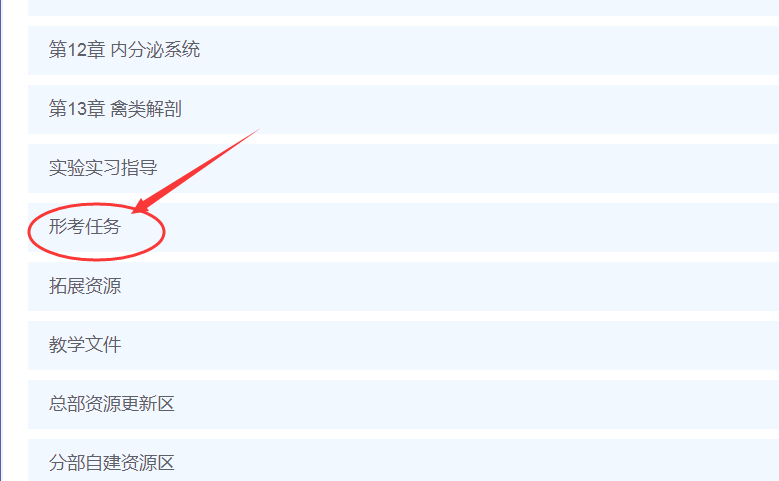 第12章 内分泌系统
第13章 禽类解剖
实验实习指导
形考任务
拓展资源
教学文件
总部资源更新区
分部自建资源区